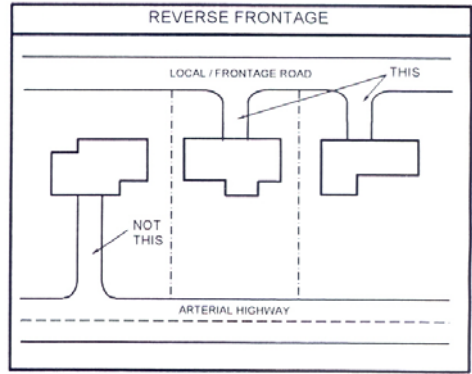 REVERSE FRONTAGE
LOCAL / FRONTAGE ROAD
THIS
NOT
THIS
ARTERIAL HIGHWAY